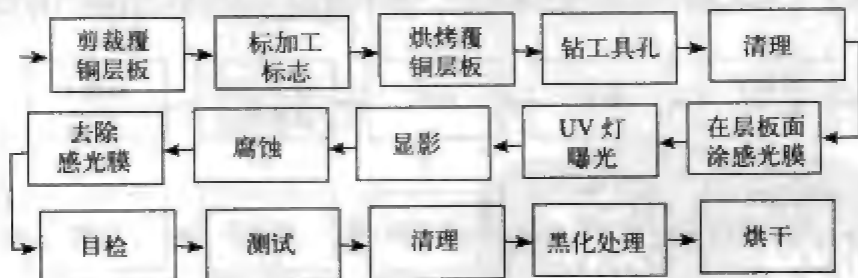 剪裁覆
铜层板
标加工
标志
烘烤覆
铜层板
钻工具孔
清理
在层板面
涂感光膜
UV 灯
曝光
显影
腐蚀
去除
感光膜
目检
测试
清理
黑化处理
烘干